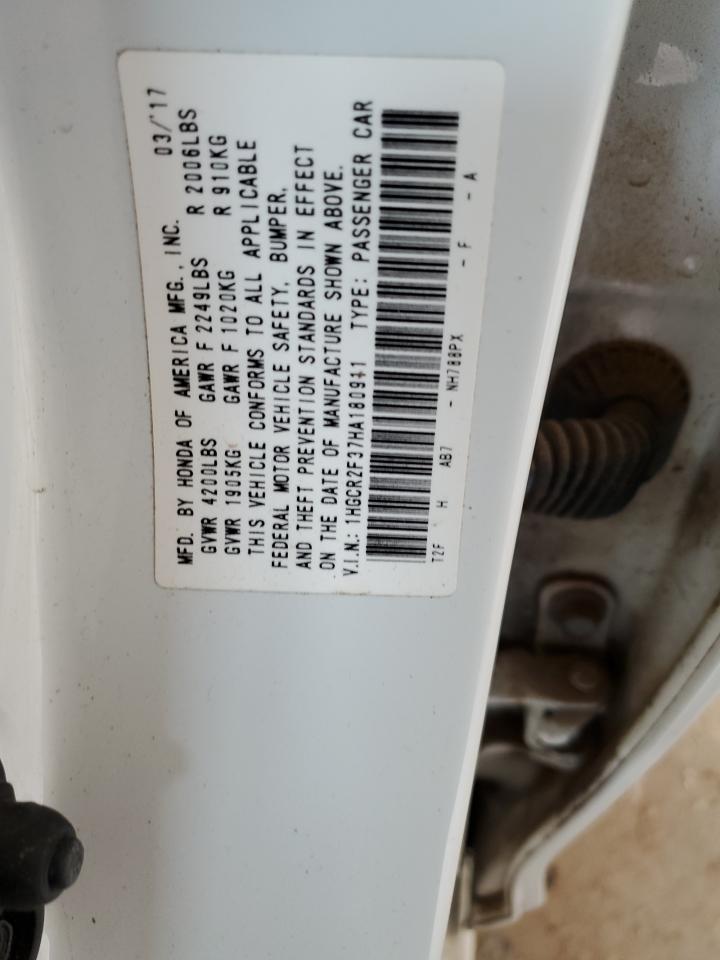 MFD. BY HONDA OF AMERICA MFG., INC. 03/'17
GVWR 4200LBS GAWR F 2249LBS R 2006LBS
GVWR 1905KG GAWR F 1020KG R 910KG
THIS VEHICLE CONFORMS TO ALL APPLICABLE
FEDERAL MOTOR VEHICLE SAFETY, BUMPER,
AND THEFT PREVENTION STANDARDS IN EFFECT
ON THE DATE OF MANUFACTURE SHOWN ABOVE.
V.I.N.: 1HGCR2F37HA180911 TYPE: PASSENGER CAR
T2F H AB7 - NH788PX - F - A